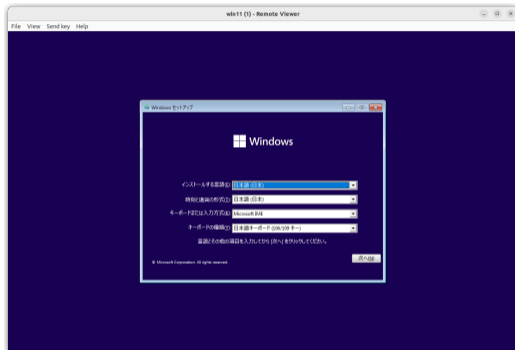 win11 (1) - Remote Viewer
File View Send key Help
Windows セットアップ
Windows
インストールする言語(E): 日本語 (日本)
時刻と通貨の形式(T): 日本語 (日本)
キーボードまたは入力方式(K): Microsoft IME
キーボードの種類(Y): 日本語キーボード (106/109 キー)
言語とその他の項目を入力してから [次へ] をクリックしてください。
© Microsoft Corporation. All rights reserved.
次へ(N)